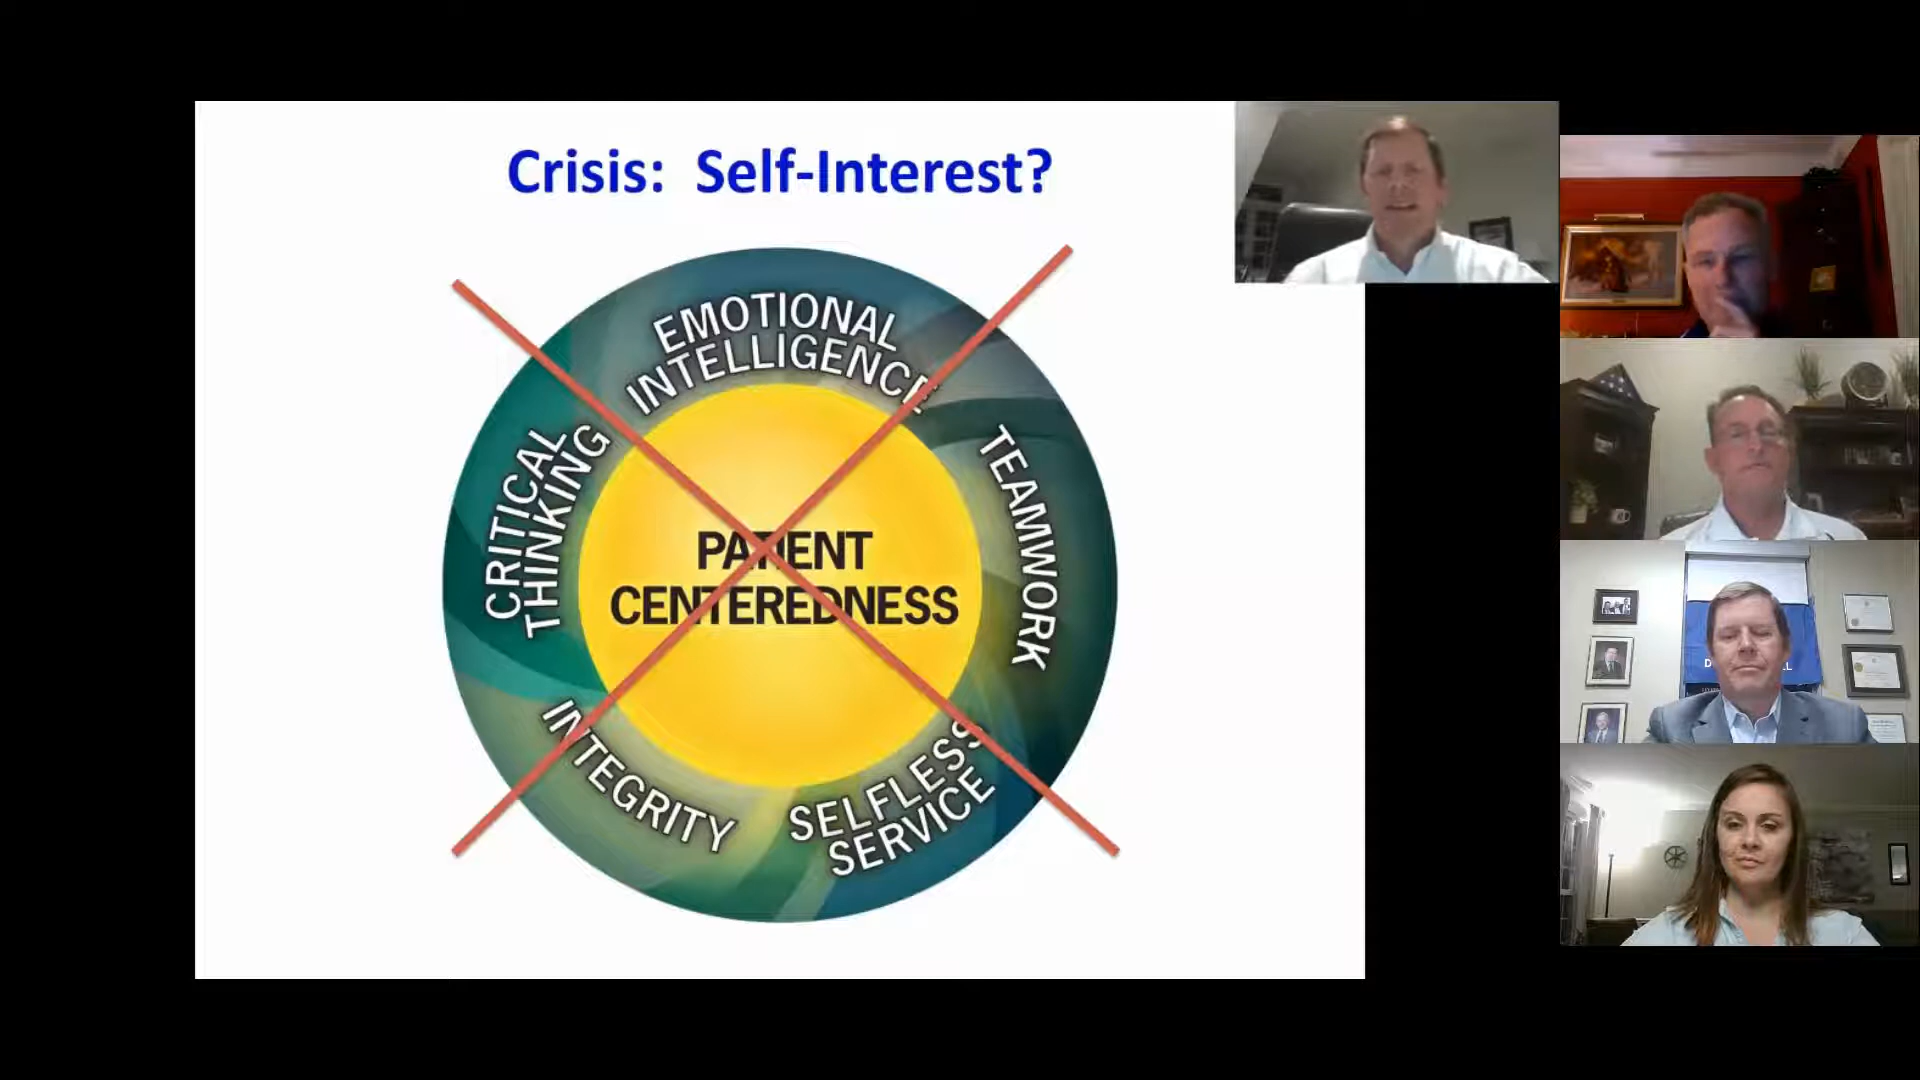 Crisis: Self-Interest?
EMOTIONAL
INTELLIGENCE
CRITICAL
THINKING
TEAMWORK
PATIENT
CENTEREDNESS
INTEGRITY
SELFLESS
SERVICE